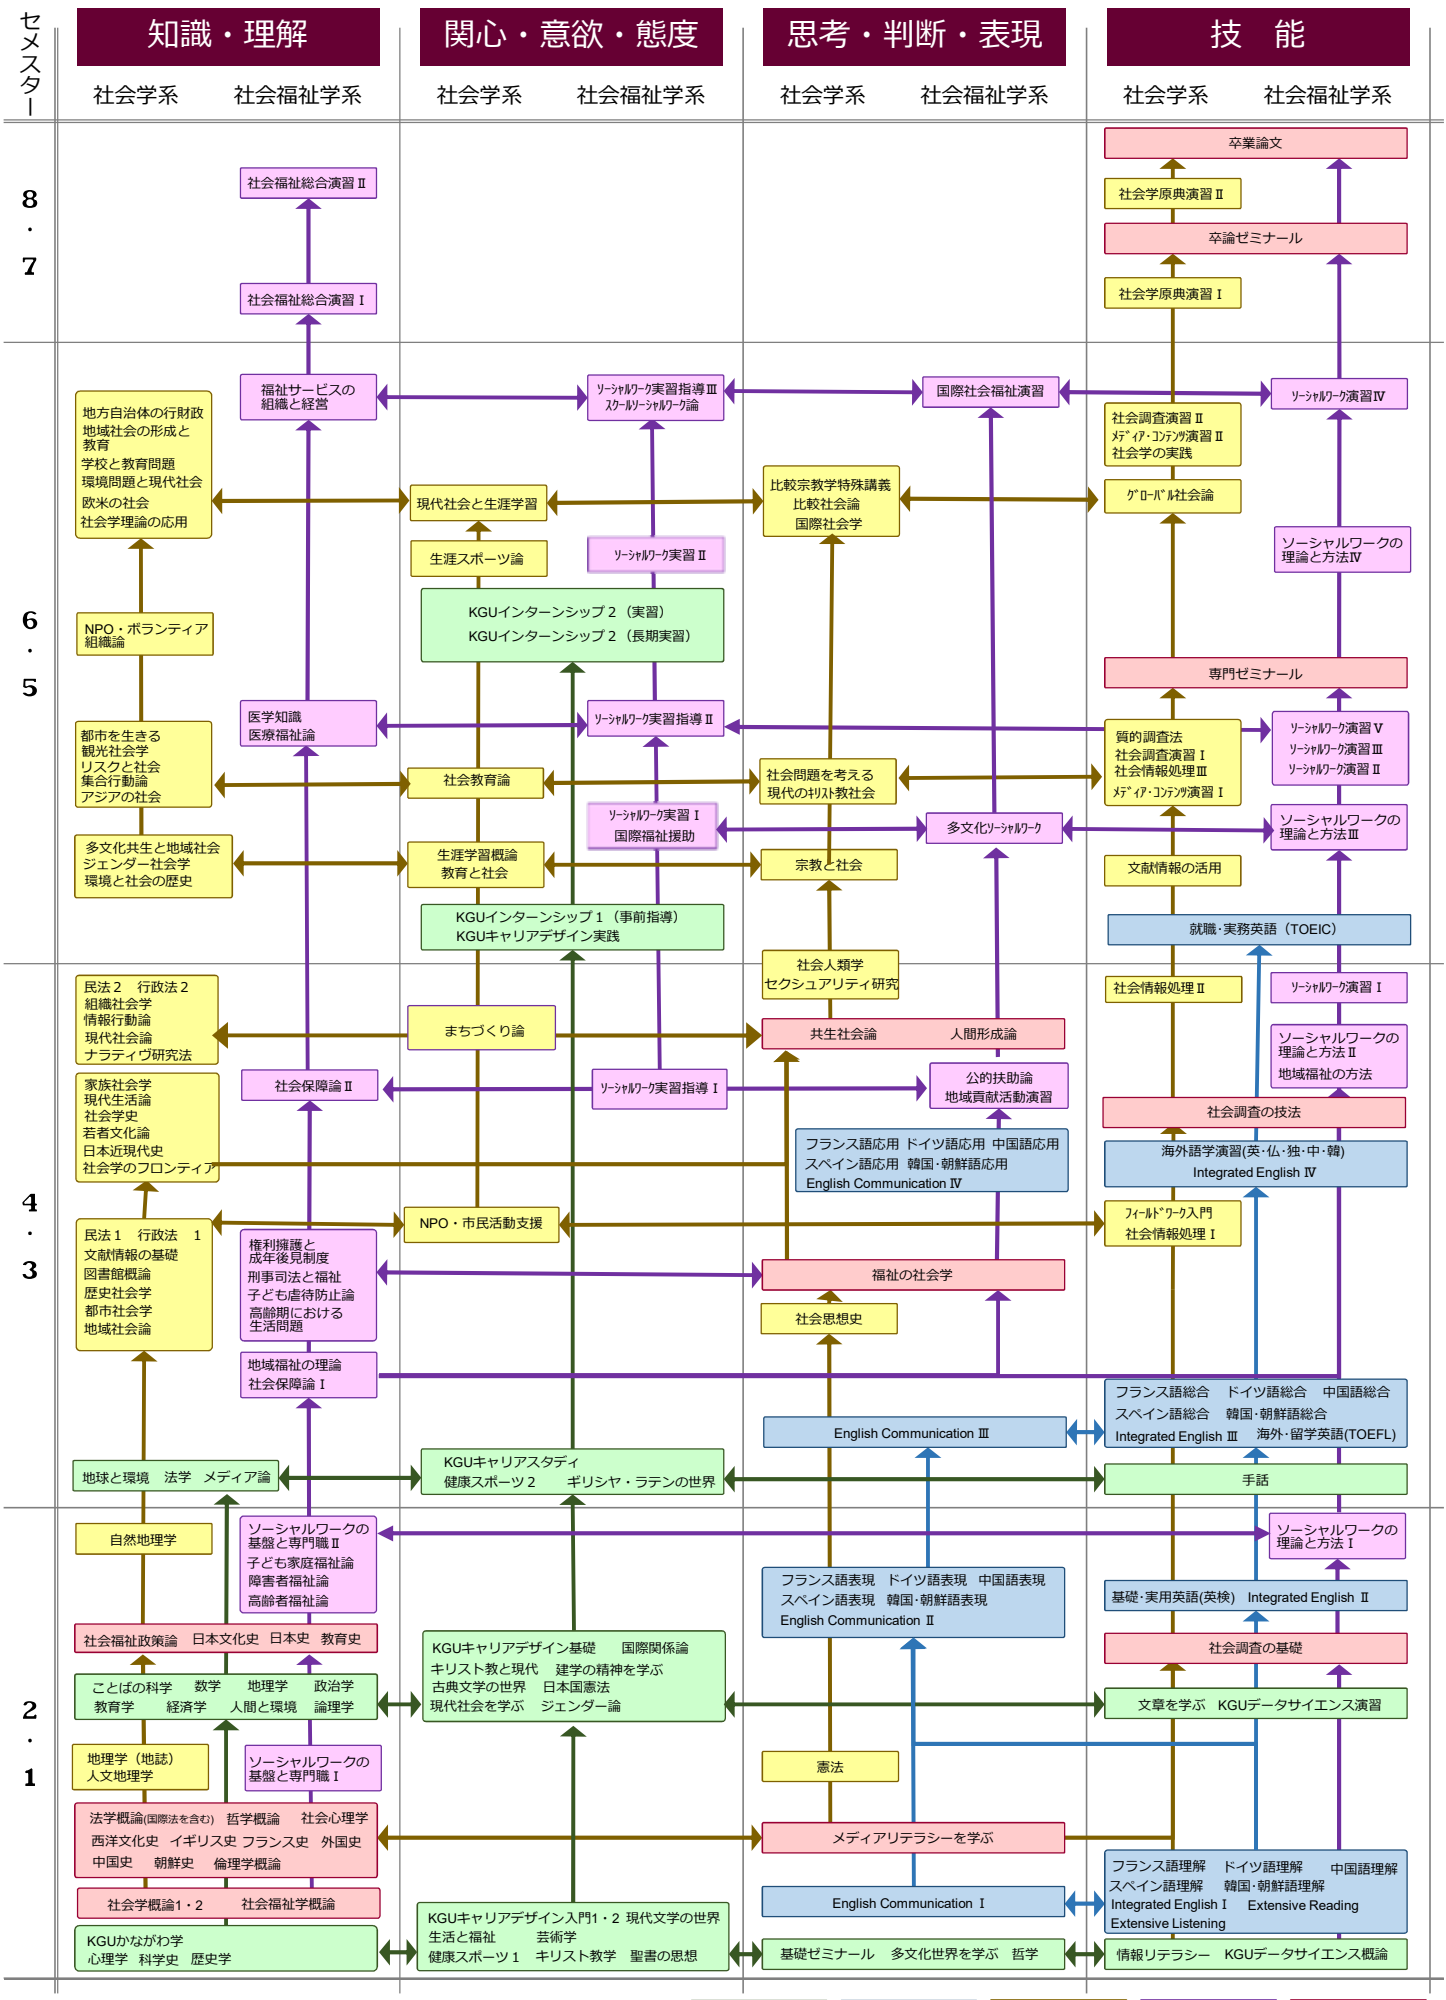 セメスター
知識・理解
関心・意欲・態度
思考・判断・表現
技 能
社会学系 社会福祉学系
社会学系 社会福祉学系
社会学系 社会福祉学系
社会学系 社会福祉学系
8
・
7
卒業論文
社会福祉総合演習Ⅱ
社会学原典演習Ⅱ
卒論ゼミナール
社会福祉総合演習Ⅰ
社会学原典演習Ⅰ
6
・
5
福祉サービスの
組織と経営
ソーシャルワーク実習指導Ⅲ
スクールソーシャルワーク論
国際社会福祉演習
ソーシャルワーク演習Ⅳ
地方自治体の行財政
地域社会の形成と
教育
学校と教育問題
環境問題と現代社会
欧米の社会
社会学理論の応用
社会調査演習Ⅱ
メディア・コンテンツ演習Ⅱ
社会学の実践
現代社会と生涯学習
比較宗教学特殊講義
比較社会論
国際社会学
グローバル社会論
生涯スポーツ論
ソーシャルワーク実習Ⅱ
ソーシャルワークの
理論と方法Ⅳ
KGUインターンシップ2(実習)
KGUインターンシップ2(長期実習)
NPO・ボランティア
組織論
専門ゼミナール
医学知識
医療福祉論
ソーシャルワーク実習指導Ⅱ
ソーシャルワーク演習Ⅴ
ソーシャルワーク演習Ⅲ
ソーシャルワーク演習Ⅱ
都市を生きる
観光社会学
リスクと社会
集合行動論
アジアの社会
社会教育論
社会問題を考える
現代のキリスト教社会
質的調査法
社会調査演習Ⅰ
社会情報処理Ⅲ
メディア・コンテンツ演習Ⅰ
ソーシャルワーク実習Ⅰ
国際福祉援助
多文化ソーシャルワーク
ソーシャルワークの
理論と方法Ⅲ
多文化共生と地域社会
ジェンダー社会学
環境と社会の歴史
生涯学習概論
教育と社会
宗教と社会
文献情報の活用
KGUインターンシップ1(事前指導)
KGUキャリアデザイン実践
就職・実務英語(TOEIC)
4
・
3
社会人類学
セクシュアリティ研究
民法2 行政法2
組織社会学
情報行動論
現代社会論
ナラティヴ研究法
社会情報処理Ⅱ
ソーシャルワーク演習Ⅰ
まちづくり論
共生社会論 人間形成論
ソーシャルワークの
理論と方法Ⅱ
地域福祉の方法
家族社会学
現代生活論
社会学史
若者文化論
日本近現代史
社会学のフロンティア
社会保障論Ⅱ
ソーシャルワーク実習指導Ⅰ
公的扶助論
地域貢献活動演習
社会調査の技法
フランス語応用 ドイツ語応用 中国語応用
スペイン語応用 韓国・朝鮮語応用
English Communication Ⅳ
海外語学演習(英・仏・独・中・韓)
Integrated English Ⅳ
民法1 行政法 1
文献情報の基礎
図書館概論
歴史社会学
都市社会学
地域社会論
NPO・市民活動支援
フィールドワーク入門
社会情報処理Ⅰ
権利擁護と
成年後見制度
刑事司法と福祉
子ども虐待防止論
高齢期における
生活問題
福祉の社会学
社会思想史
地域福祉の理論
社会保障論Ⅰ
フランス語総合 ドイツ語総合 中国語総合
スペイン語総合 韓国・朝鮮語総合
Integrated English Ⅲ 海外・留学英語(TOEFL)
English Communication Ⅲ
地球と環境 法学 メディア論
KGUキャリアスタディ
健康スポーツ2 ギリシヤ・ラテンの世界
手話
2
・
1
自然地理学
ソーシャルワークの
基盤と専門職Ⅱ
子ども家庭福祉論
障害者福祉論
高齢者福祉論
ソーシャルワークの
理論と方法Ⅰ
フランス語表現 ドイツ語表現 中国語表現
スペイン語表現 韓国・朝鮮語表現
English Communication Ⅱ
基礎・実用英語(英検) Integrated English Ⅱ
社会福祉政策論 日本文化史 日本史 教育史
社会調査の基礎
KGUキャリアデザイン基礎 国際関係論
キリスト教と現代 建学の精神を学ぶ
古典文学の世界 日本国憲法
現代社会を学ぶ ジェンダー論
ことばの科学 数学 地理学 政治学
教育学 経済学 人間と環境 論理学
文章を学ぶ KGUデータサイエンス演習
地理学(地誌)
人文地理学
ソーシャルワークの
基盤と専門職Ⅰ
憲法
法学概論(国際法を含む) 哲学概論 社会心理学
西洋文化史 イギリス史 フランス史 外国史
中国史 朝鮮史 倫理学概論
メディアリテラシーを学ぶ
フランス語理解 ドイツ語理解 中国語理解
スペイン語理解 韓国・朝鮮語理解
Integrated English Ⅰ Extensive Reading
Extensive Listening
社会学概論1・2 社会福祉学概論
English Communication Ⅰ
KGUかながわ学
心理学 科学史 歴史学
KGUキャリアデザイン入門1・2 現代文学の世界
生活と福祉 芸術学
健康スポーツ1 キリスト教学 聖書の思想
基礎ゼミナール 多文化世界を学ぶ 哲学
情報リテラシー KGUデータサイエンス概論